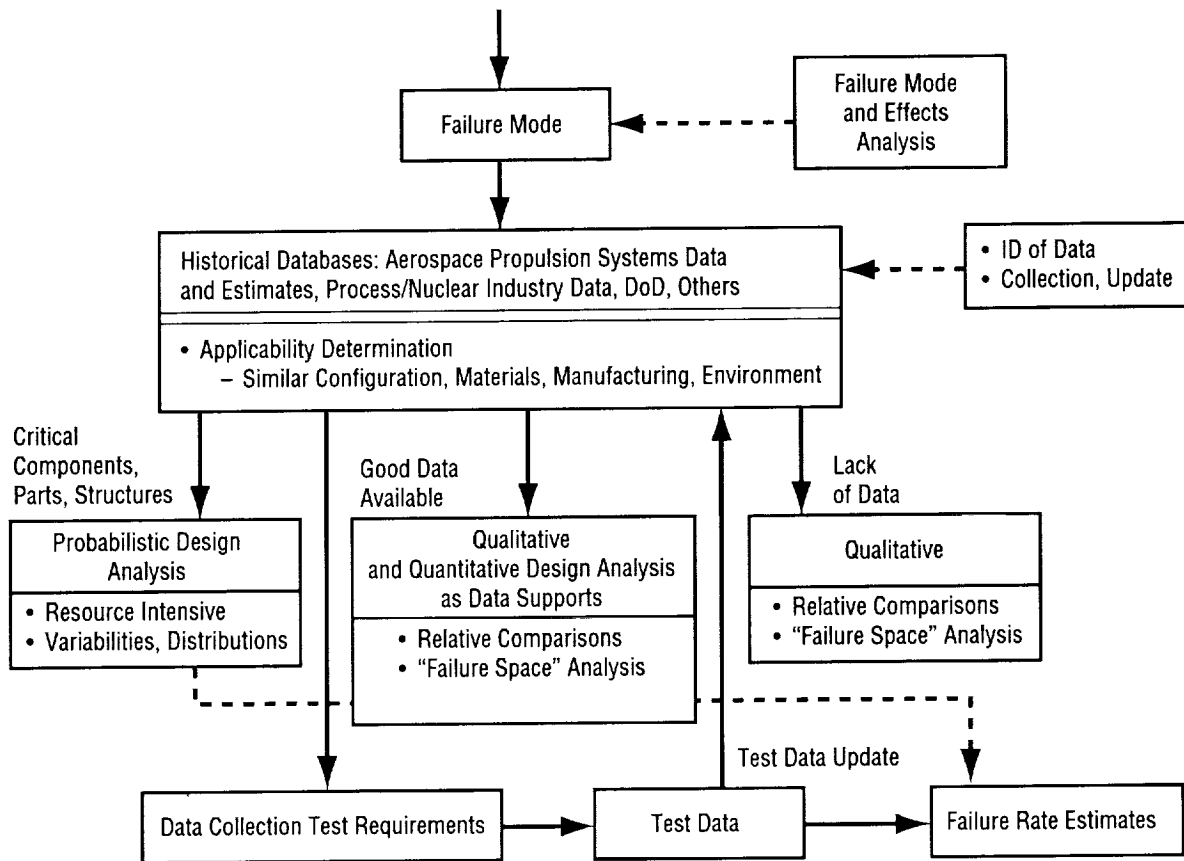 Failure Mode
Failure Mode
and Effects
Analysis
Historical Databases: Aerospace Propulsion Systems Data
and Estimates, Process/Nuclear Industry Data, DoD, Others
• ID of Data
• Collection, Update
• Applicability Determination
– Similar Configuration, Materials, Manufacturing, Environment
Critical
Components,
Parts, Structures
Good Data
Available
Lack
of Data
Probabilistic Design
Analysis
• Resource Intensive
• Variabilities, Distributions
Qualitative
and Quantitative Design Analysis
as Data Supports
• Relative Comparisons
• “Failure Space” Analysis
Qualitative
• Relative Comparisons
• “Failure Space” Analysis
Test Data Update
Data Collection Test Requirements
Test Data
Failure Rate Estimates